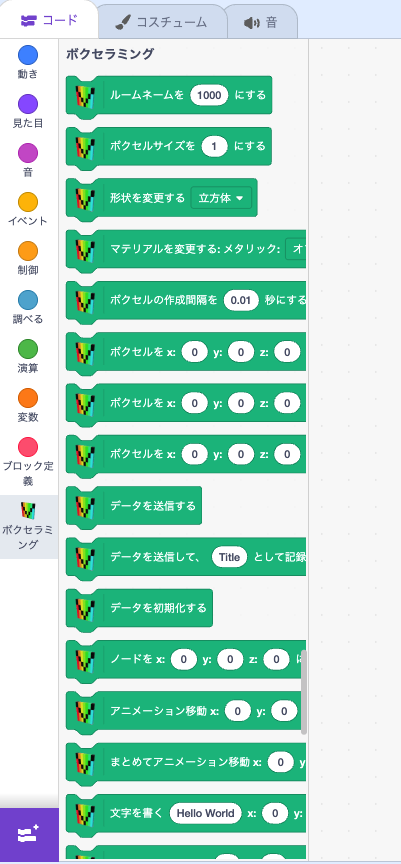 コード
コスチューム
音
動き
見た目
音
イベント
制御
調べる
演算
変数
ブロック定
義
ボクセラミ
ング
ボクセラミング
ルームネームを 1000 にする
ボクセルサイズを 1 にする
形状を変更する 立方体
マテリアルを変更する: メタリック: オ
ボクセルの作成間隔を 0.01 秒にする
ボクセルを x: 0 y: 0 z: 0
ボクセルを x: 0 y: 0 z: 0
ボクセルを x: 0 y: 0 z: 0
データを送信する
データを送信して、 Title として記録
データを初期化する
ノードを x: 0 y: 0 z: 0 に
アニメーション移動 x: 0 y: 0
まとめてアニメーション移動 x: 0 y
文字を書く Hello World x: 0 y: